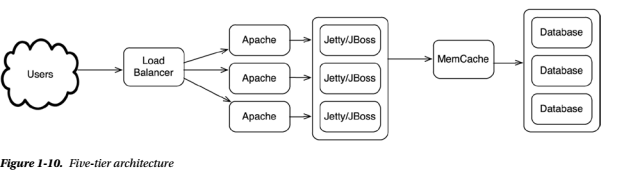 Users
Load
Balancer
Apache
Apache
Apache
Jetty/JBoss
Jetty/JBoss
Jetty/JBoss
MemCache
Database
Database
Database
Figure 1-10. Five-tier architecture